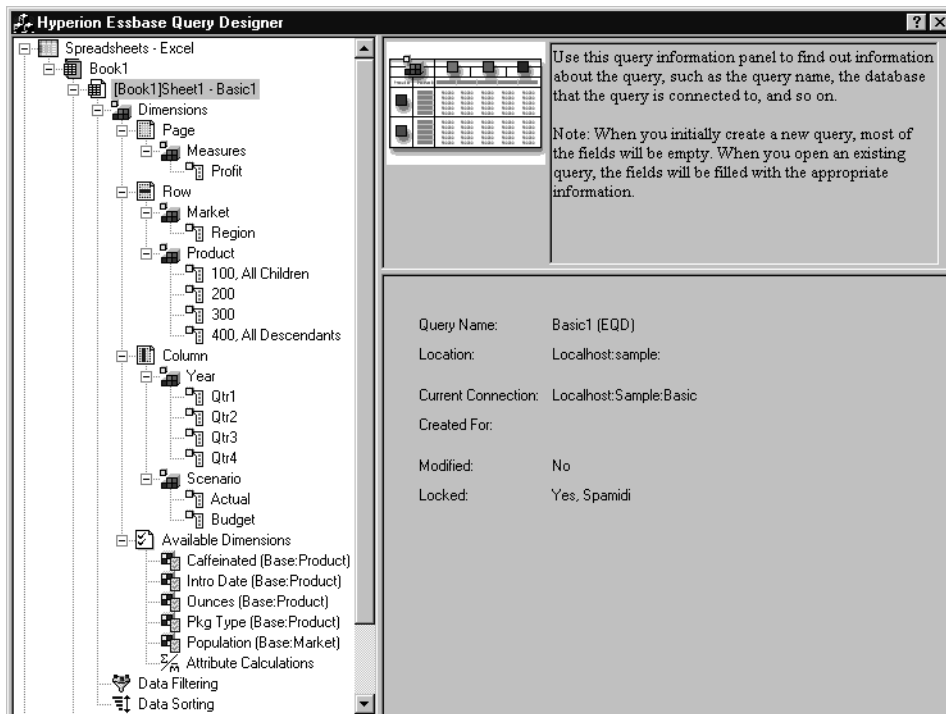 Hyperion Essbase Query Designer
Spreadsheets - Excel
Book1
[Book1]Sheet1 - Basic1
Dimensions
Page
Measures
Profit
Row
Market
Region
Product
100, All Children
200
300
400, All Descendants
Column
Year
Qtr1
Qtr2
Qtr3
Qtr4
Scenario
Actual
Budget
Available Dimensions
Caffeinated (Base:Product)
Intro Date (Base:Product)
Ounces (Base:Product)
Pkg Type (Base:Product)
Population (Base:Market)
Attribute Calculations
Data Filtering
Data Sorting
Use this query information panel to find out information
about the query, such as the query name, the database
that the query is connected to, and so on.
Note: When you initially create a new query, most of
the fields will be empty. When you open an existing
query, the fields will be filled with the appropriate
information.
Query Name: Basic1 (EQD)
Location: Localhost:sample:
Current Connection: Localhost:Sample:Basic
Created For:
Modified: No
Locked: Yes, Spamidi